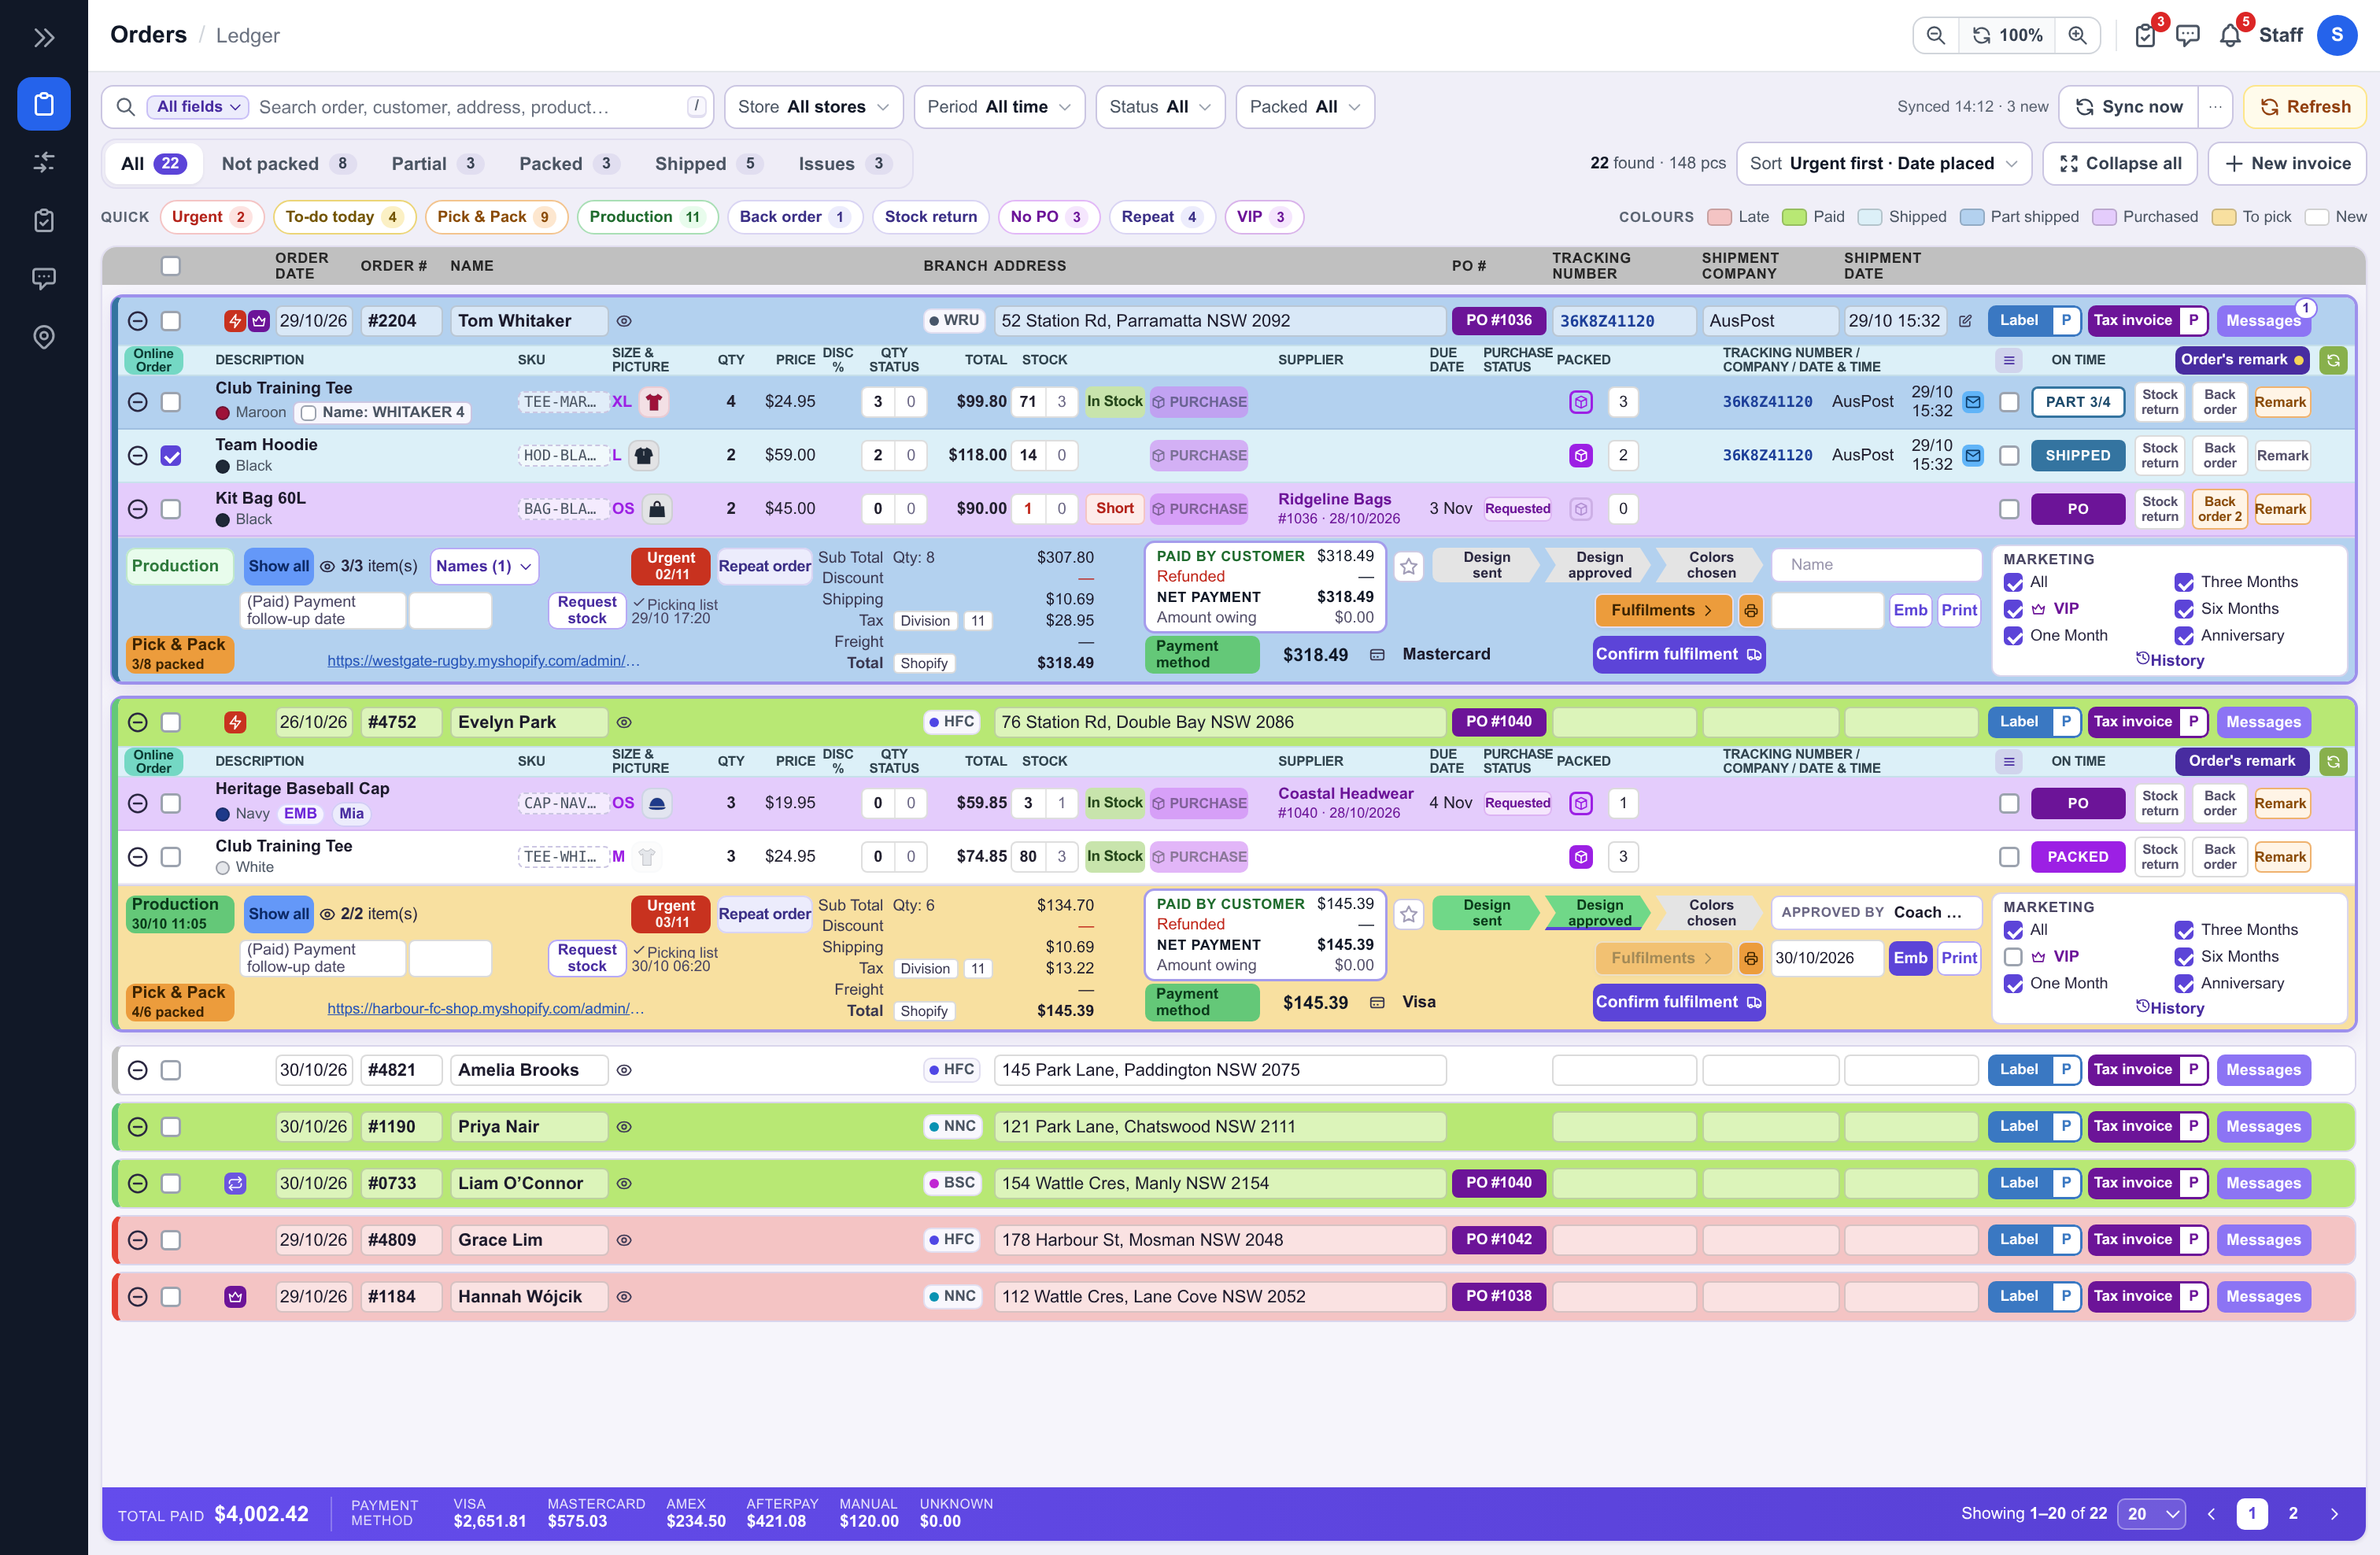 Orders / Ledger
100%
3
5
Staff
S
All fields
Search order, customer, address, product…
/
Store All stores
Period All time
Status All
Packed All
Synced 14:12 · 3 new
Sync now
...
Refresh
All 22
Not packed 8
Partial 3
Packed 3
Shipped 5
Issues 3
22 found · 148 pcs
Sort Urgent first · Date placed
Collapse all
New invoice
QUICK
Urgent 2
To-do today 4
Pick & Pack 9
Production 11
Back order 1
Stock return
No PO 3
Repeat 4
VIP 3
COLOURS Late Paid Shipped Part shipped Purchased To pick New
ORDER DATE
ORDER #
NAME
BRANCH
ADDRESS
PO #
TRACKING NUMBER
SHIPMENT COMPANY
SHIPMENT DATE
29/10/26 #2204 Tom Whitaker WRU 52 Station Rd, Parramatta NSW 2092 PO #1036 36K8Z41120 AusPost 29/10 15:32 Label P Tax invoice P Messages 1
Online Order DESCRIPTION SKU SIZE & PICTURE QTY PRICE DISC % QTY STATUS TOTAL STOCK SUPPLIER DUE DATE PURCHASE STATUS PACKED TRACKING NUMBER / COMPANY / DATE & TIME ON TIME Order's remark
Club Training Tee
Maroon Name: WHITAKER 4
TEE-MAR… XL 4 $24.95 3 0 $99.80 71 3 In Stock PURCHASE 3 36K8Z41120 AusPost 29/10 15:32 PART 3/4 Stock return Back order Remark
Team Hoodie
Black
HOD-BLA… L 2 $59.00 2 0 $118.00 14 0 PURCHASE 2 36K8Z41120 AusPost 29/10 15:32 SHIPPED Stock return Back order Remark
Kit Bag 60L
Black
BAG-BLA… OS 2 $45.00 0 0 $90.00 1 0 Short PURCHASE Ridgeline Bags #1036 · 28/10/2026 3 Nov Requested 0 PO Stock return Back order 2 Remark
Production
Show all
3/3 item(s)
Names (1)
Urgent 02/11
Repeat order
(Paid) Payment follow-up date
Request stock
Picking list
29/10 17:20
Pick & Pack
3/8 packed
https://westgate-rugby.myshopify.com/admin/…
Sub Total Qty: 8 $307.80
Discount —
Shipping $10.69
Tax Division 11 $28.95
Freight —
Total Shopify $318.49
PAID BY CUSTOMER $318.49
Refunded —
NET PAYMENT $318.49
Amount owing $0.00
Payment method
$318.49 Mastercard
Design sent
Design approved
Colors chosen
Name
Fulfilments
Emb
Print
Confirm fulfilment
MARKETING
All Three Months
VIP Six Months
One Month Anniversary
History
26/10/26 #4752 Evelyn Park HFC 76 Station Rd, Double Bay NSW 2086 PO #1040 Label P Tax invoice P Messages
Online Order DESCRIPTION SKU SIZE & PICTURE QTY PRICE DISC % QTY STATUS TOTAL STOCK SUPPLIER DUE DATE PURCHASE STATUS PACKED TRACKING NUMBER / COMPANY / DATE & TIME ON TIME Order's remark
Heritage Baseball Cap
Navy EMB Mia
CAP-NAV… OS 3 $19.95 0 0 $59.85 3 1 In Stock PURCHASE Coastal Headwear #1040 · 28/10/2026 4 Nov Requested 1 PO Stock return Back order Remark
Club Training Tee
White
TEE-WHI… M 3 $24.95 0 0 $74.85 80 3 In Stock PURCHASE 3 PACKED Stock return Back order Remark
Production
30/10 11:05
Show all
2/2 item(s)
Urgent 03/11
Repeat order
(Paid) Payment follow-up date
Request stock
Picking list
30/10 06:20
Pick & Pack
4/6 packed
https://harbour-fc-shop.myshopify.com/admin/…
Sub Total Qty: 6 $134.70
Discount —
Shipping $10.69
Tax Division 11 $13.22
Freight —
Total Shopify $145.39
PAID BY CUSTOMER $145.39
Refunded —
NET PAYMENT $145.39
Amount owing $0.00
Payment method
$145.39 Visa
Design sent
Design approved
Colors chosen
APPROVED BY Coach …
Fulfilments
30/10/2026
Emb
Print
Confirm fulfilment
MARKETING
All Three Months
VIP Six Months
One Month Anniversary
History
30/10/26 #4821 Amelia Brooks HFC 145 Park Lane, Paddington NSW 2075 Label P Tax invoice P Messages
30/10/26 #1190 Priya Nair NNC 121 Park Lane, Chatswood NSW 2111 Label P Tax invoice P Messages
30/10/26 #0733 Liam O’Connor BSC 154 Wattle Cres, Manly NSW 2154 PO #1040 Label P Tax invoice P Messages
29/10/26 #4809 Grace Lim HFC 178 Harbour St, Mosman NSW 2048 PO #1042 Label P Tax invoice P Messages
29/10/26 #1184 Hannah Wójcik NNC 112 Wattle Cres, Lane Cove NSW 2052 PO #1038 Label P Tax invoice P Messages
TOTAL PAID $4,002.42
PAYMENT METHOD
VISA $2,651.81
MASTERCARD $575.03
AMEX $234.50
AFTERPAY $421.08
MANUAL $120.00
UNKNOWN $0.00
Showing 1–20 of 22
20
1
2